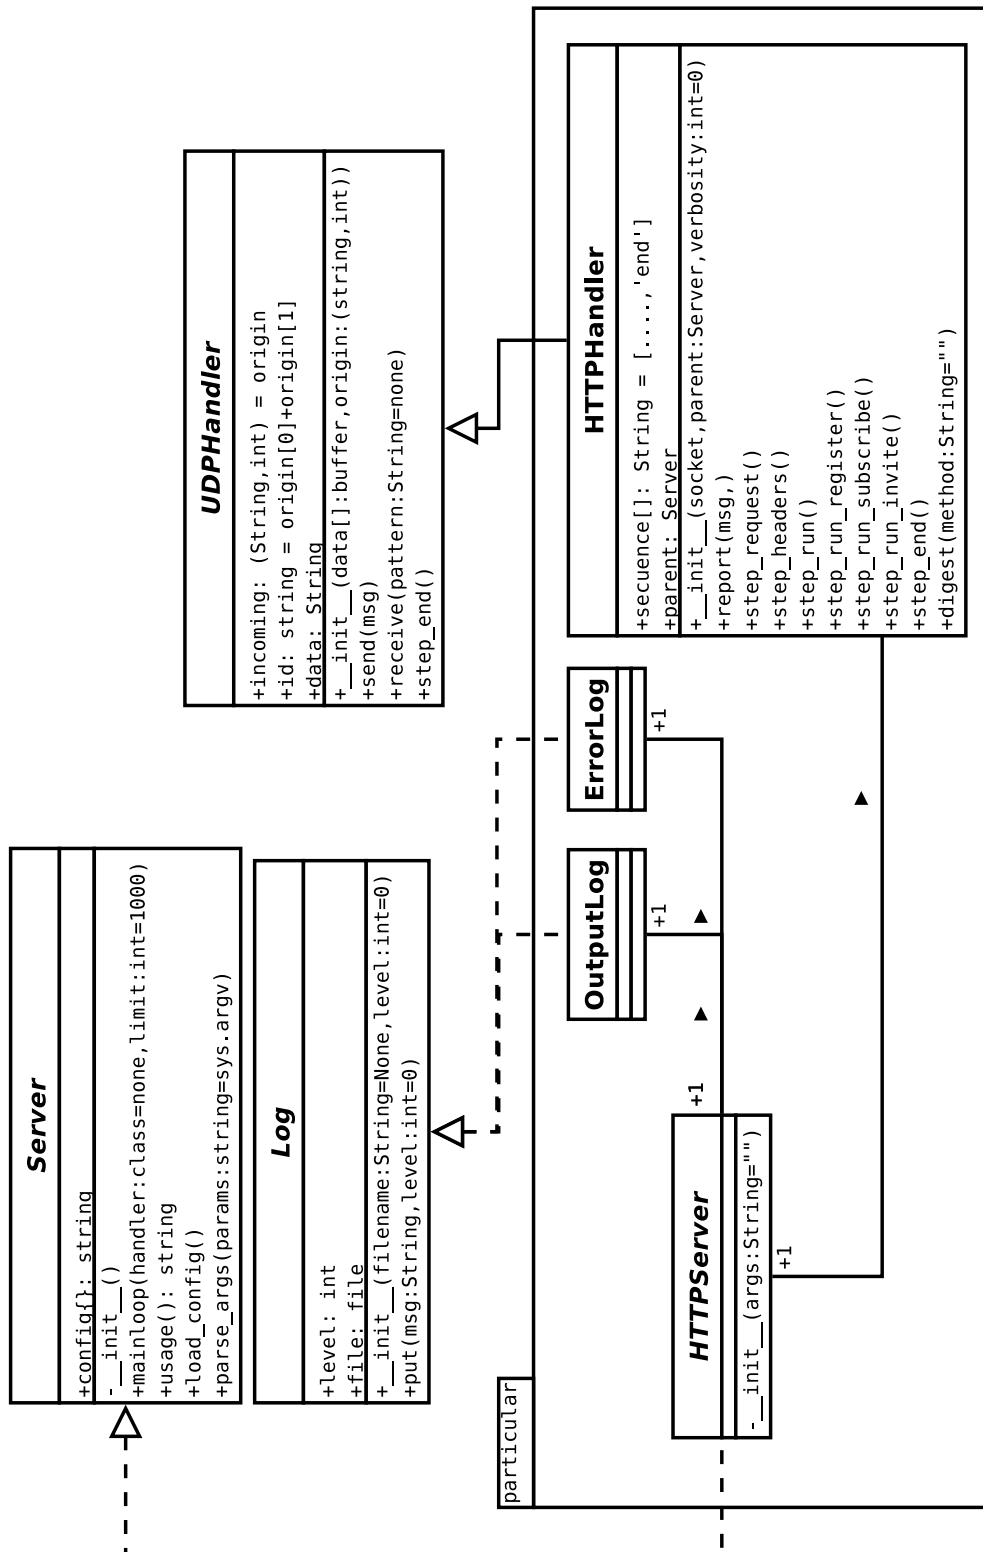 Server
+config{}: string
-__init__()
+mainloop(handler:class=none,limit:int=1000)
+usage(): string
+load_config()
+parse_args(params:string=sys.argv)
UDPHandler
+incoming: (String,int) = origin
+id: string = origin[0]+origin[1]
+data: String
+__init__(data[]:buffer,origin:(string,int))
+send(msg)
+receive(pattern:String=none)
+step_end()
Log
+level: int
+file: file
+__init__(filename:String=None,level:int=0)
+put(msg:String,level:int=0)
particular
OutputLog
+1
ErrorLog
+1
HTTPHandler
+secuence[]: String = [....,'end']
+parent: Server
+__init__(socket,parent:Server,verbosity:int=0)
+report(msg,)
+step_request()
+step_headers()
+step_run()
+step_run_register()
+step_run_subscribe()
+step_run_invite()
+step_end()
+digest(method:String="")
HTTPServer
+1
-__init__(args:String="")
+1